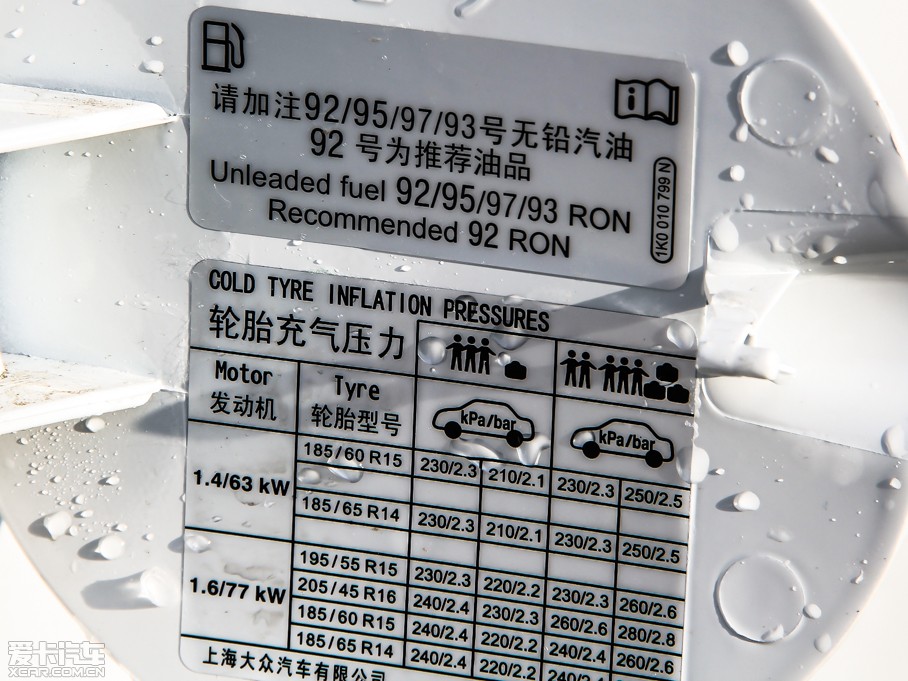 请加注92/95/97/93号无铅汽油
92 号为推荐油品
Unleaded fuel 92/95/97/93 RON
Recommended 92 RON
1K0 010 799 N
COLD TYRE INFLATION PRESSURES
轮胎充气压力
Motor
发动机
Tyre
轮胎型号
kPa/bar
kPa/bar
1.4/63 kW
185/60 R15 230/2.3 210/2.1 230/2.3 250/2.5
185/65 R14 230/2.3 210/2.1 230/2.3 250/2.5
1.6/77 kW
195/55 R15 230/2.3 220/2.2 230/2.3 260/2.6
205/45 R16 240/2.4 230/2.3 260/2.6 280/2.8
185/60 R15 240/2.4 220/2.2 240/2.4 260/2.6
185/65 R14 240/2.4 220/2.2
上海大众汽车有限公司
爱卡汽车
XCAR.COM.CN